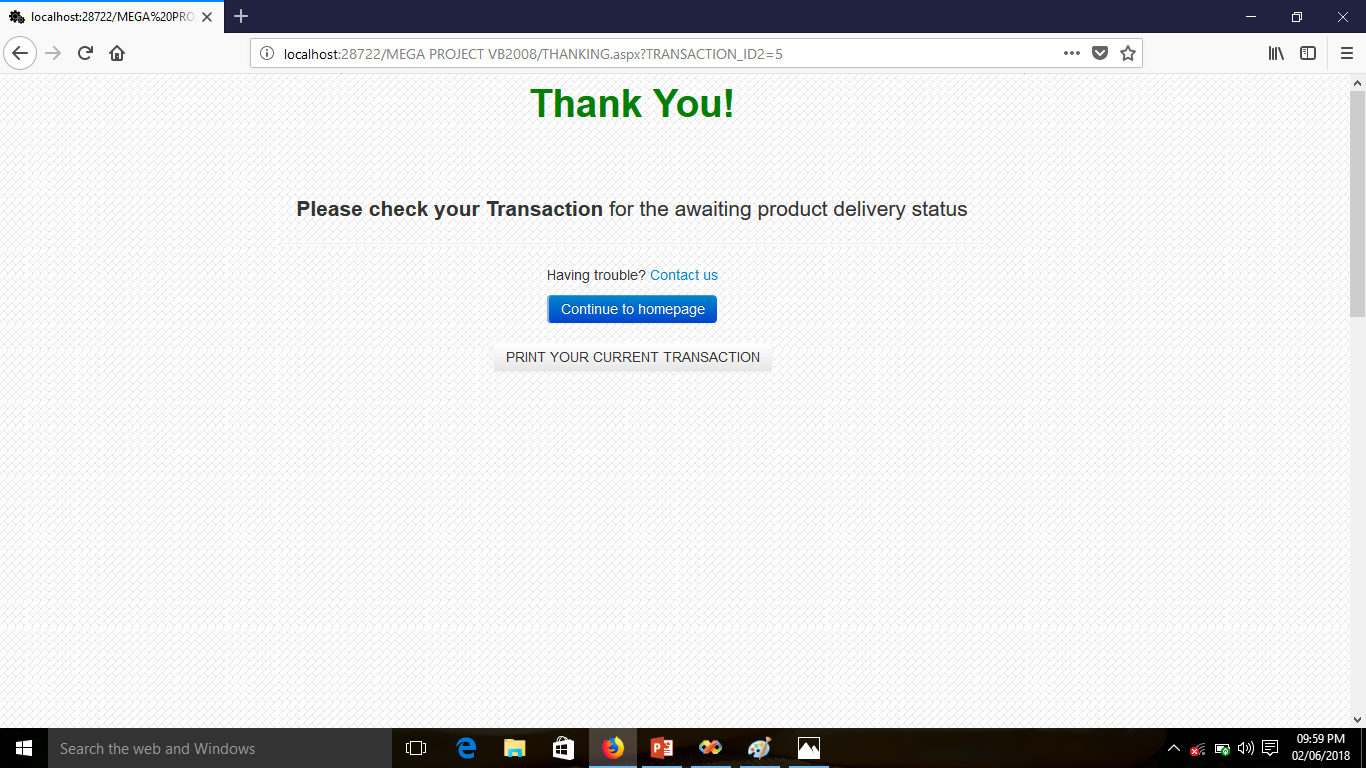 localhost:28722/MEGA%20PRO
localhost:28722/MEGA PROJECT VB2008/THANKING.aspx?TRANSACTION_ID2=5
Thank You!
Please check your Transaction for the awaiting product delivery status
Having trouble? Contact us
Continue to homepage
PRINT YOUR CURRENT TRANSACTION
Search the web and Windows
09:59 PM
02/06/2018